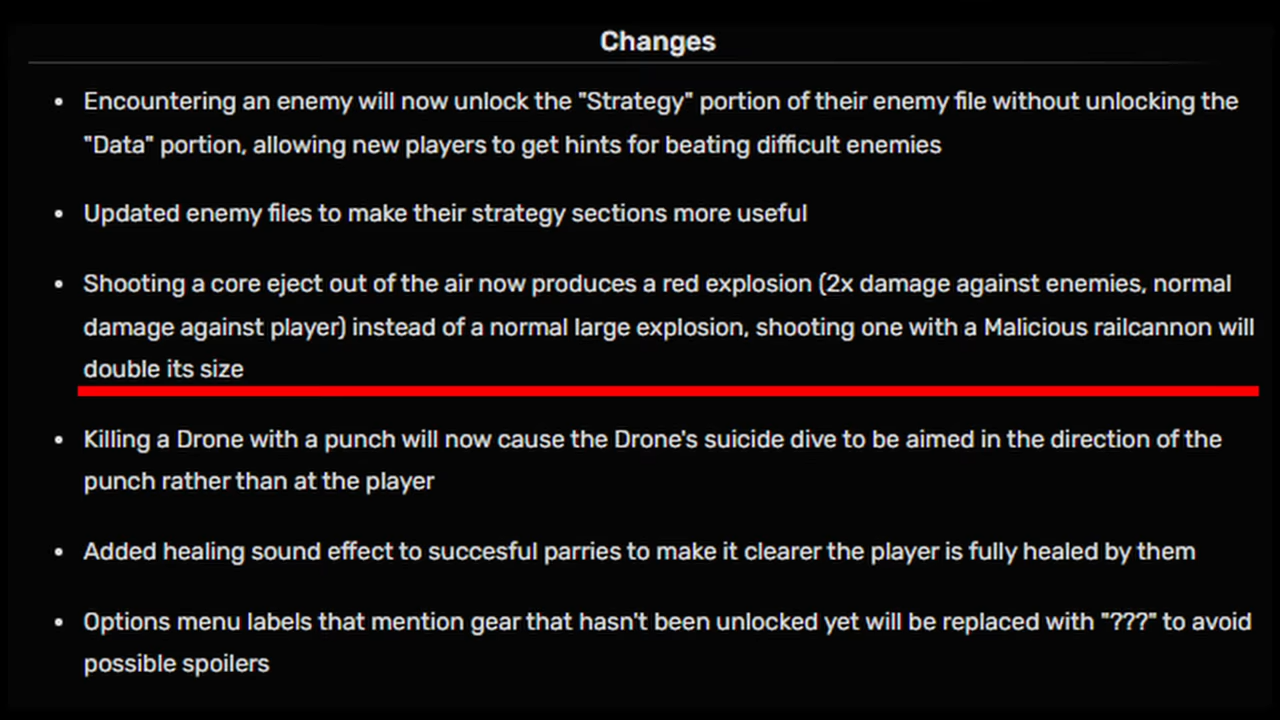 Changes
• Encountering an enemy will now unlock the "Strategy" portion of their enemy file without unlocking the
"Data" portion, allowing new players to get hints for beating difficult enemies
• Updated enemy files to make their strategy sections more useful
• Shooting a core eject out of the air now produces a red explosion (2x damage against enemies, normal
damage against player) instead of a normal large explosion, shooting one with a Malicious railcannon will
double its size
• Killing a Drone with a punch will now cause the Drone's suicide dive to be aimed in the direction of the
punch rather than at the player
• Added healing sound effect to succesful parries to make it clearer the player is fully healed by them
• Options menu labels that mention gear that hasn't been unlocked yet will be replaced with "???" to avoid
possible spoilers